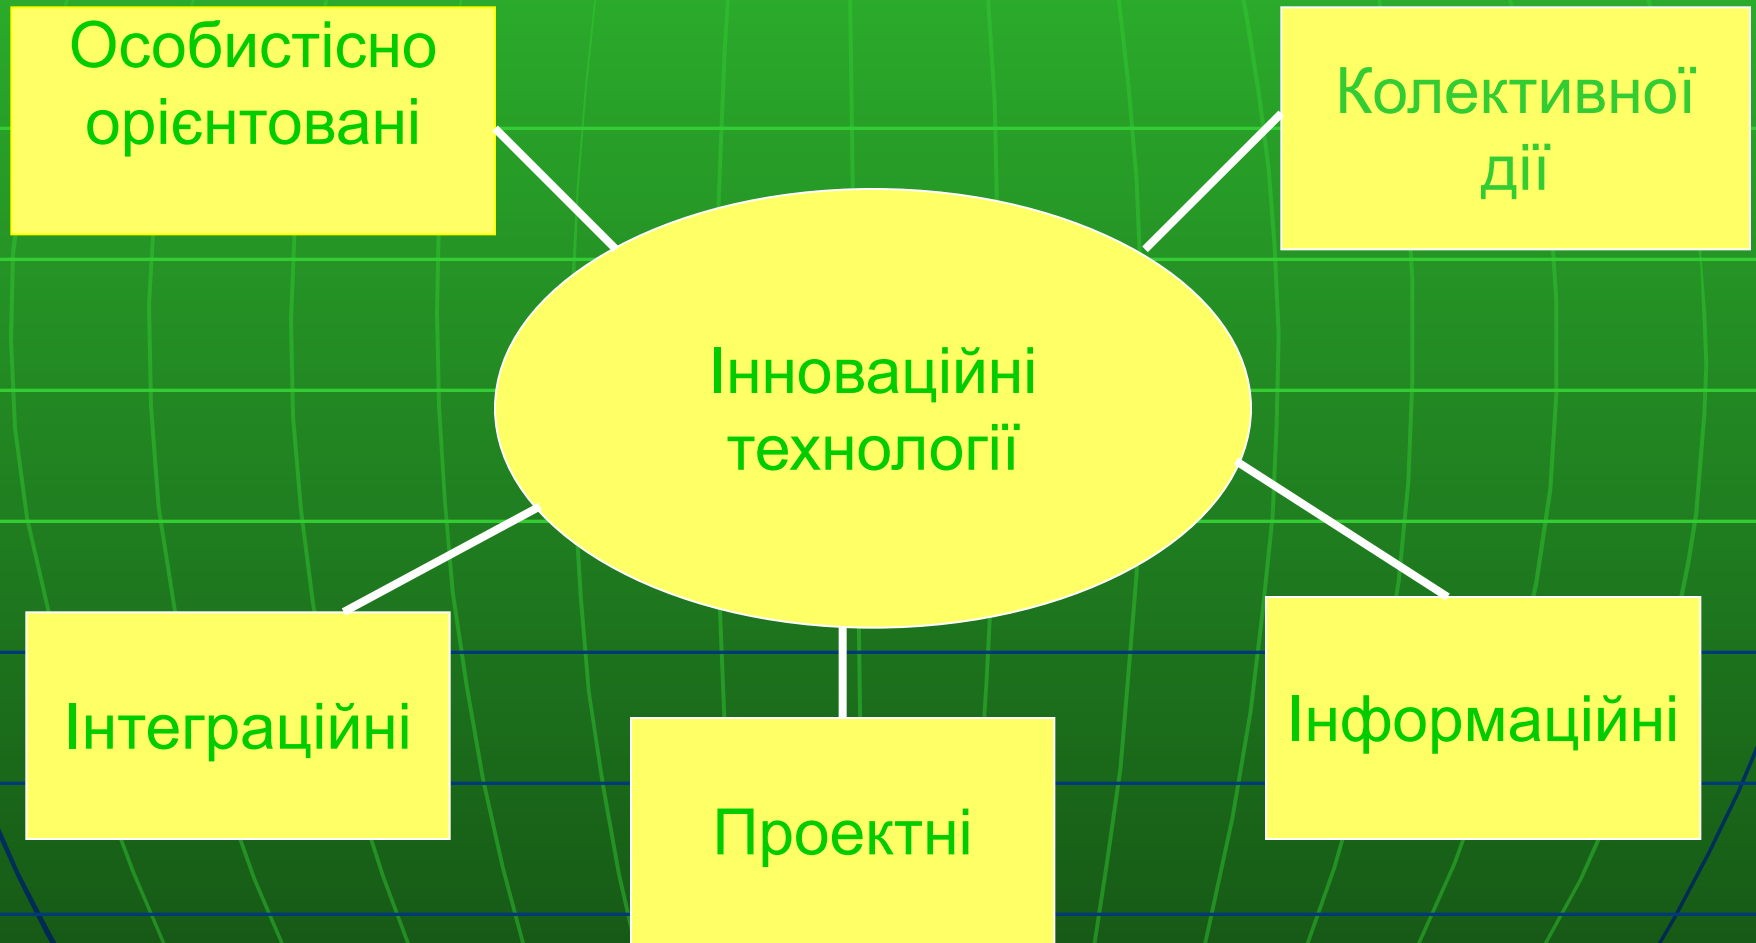 Особистісно
орієнтовані
Колективної
дії
Інноваційні
технології
Інтеграційні
Проектні
Інформаційні